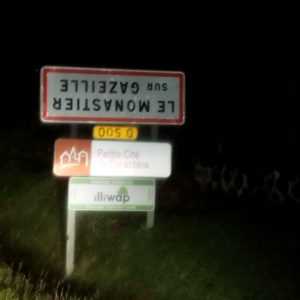 LE MONASTIER
SUR GAZEILLE
D 500
Petite Cité
de Caractère
illiwap